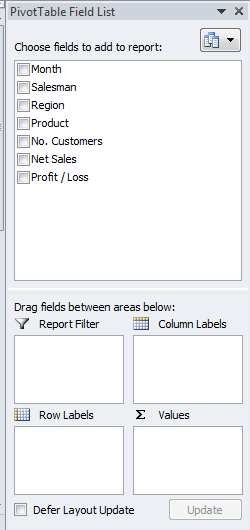 PivotTable Field List
Choose fields to add to report:
Month
Salesman
Region
Product
No. Customers
Net Sales
Profit / Loss
Drag fields between areas below:
Report Filter Column Labels
Row Labels Σ Values
Defer Layout Update Update